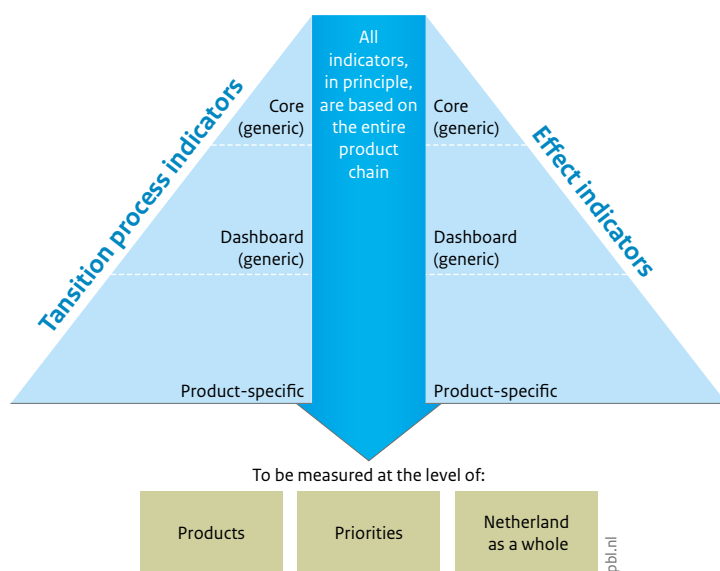 All
indicators,
in principle,
are based on
the entire
product
chain
Tansition process indicators
Core
(generic)
Core
(generic)
Effect indicators
Dashboard
(generic)
Dashboard
(generic)
Product-specific
Product-specific
To be measured at the level of:
Products
Priorities
Netherland
as a whole
pbl.nl